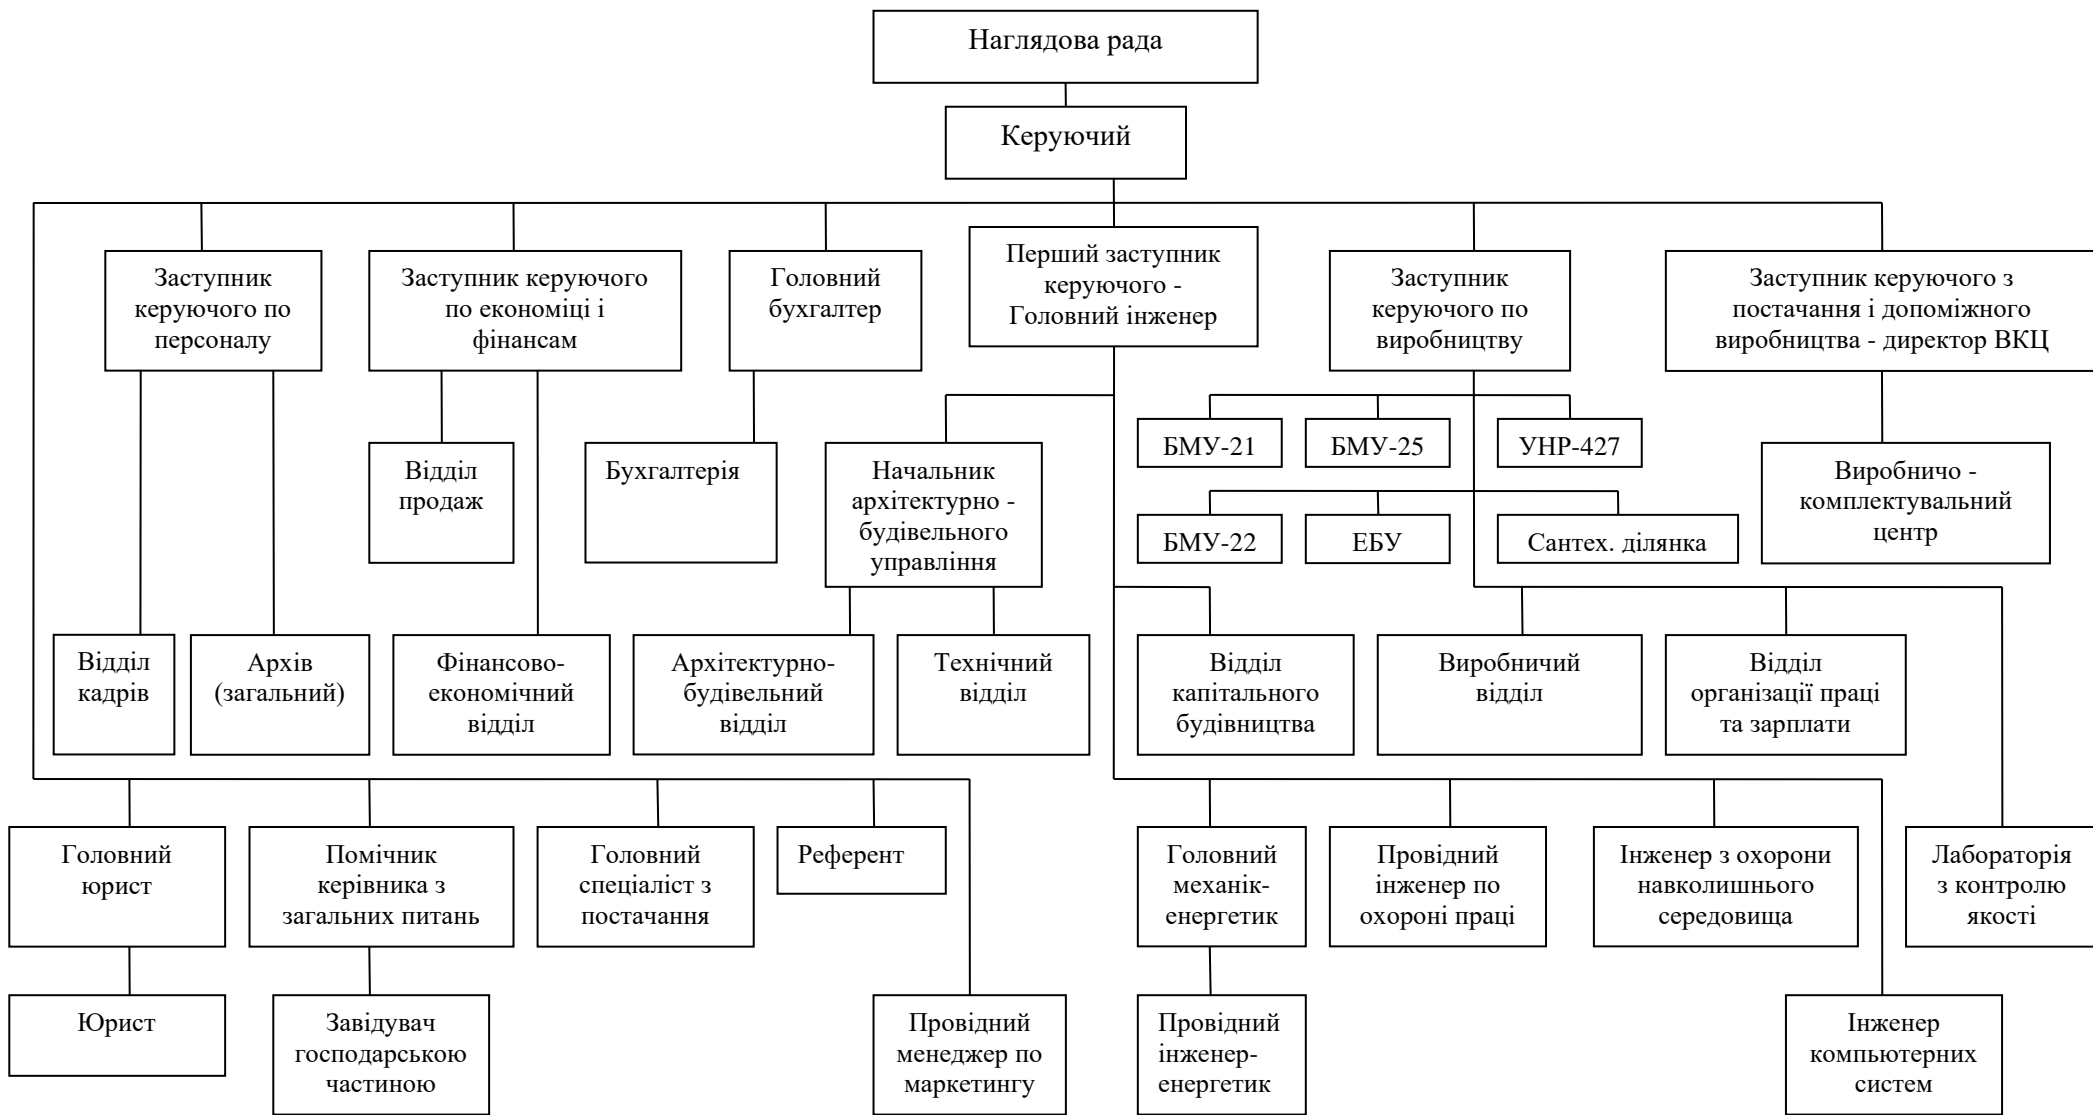 Наглядова рада
Керуючий
Заступник
керуючого по
персоналу
Заступник керуючого
по економіці і
фінансам
Головний
бухгалтер
Перший заступник
керуючого -
Головний інженер
Заступник
керуючого по
виробництву
Заступник керуючого з
постачання і допоміжного
виробництва - директор ВКЦ
БМУ-21
БМУ-25
УНР-427
Відділ
продаж
Бухгалтерія
Начальник
архітектурно -
будівельного
управління
Виробничо -
комплектувальний
центр
БМУ-22
ЕБУ
Сантех. ділянка
Відділ
кадрів
Архів
(загальний)
Фінансово-
економічний
відділ
Архітектурно-
будівельний
відділ
Технічний
відділ
Відділ
капітального
будівництва
Виробничий
відділ
Відділ
організації праці
та зарплати
Головний
юрист
Помічник
керівника з
загальних питань
Головний
спеціаліст з
постачання
Референт
Головний
механік-
енергетик
Провідний
інженер по
охороні праці
Інженер з охорони
навколишнього
середовища
Лабораторія
з контролю
якості
Юрист
Завідувач
господарською
частиною
Провідний
менеджер по
маркетингу
Провідний
інженер-
енергетик
Інженер
компьютерних
систем